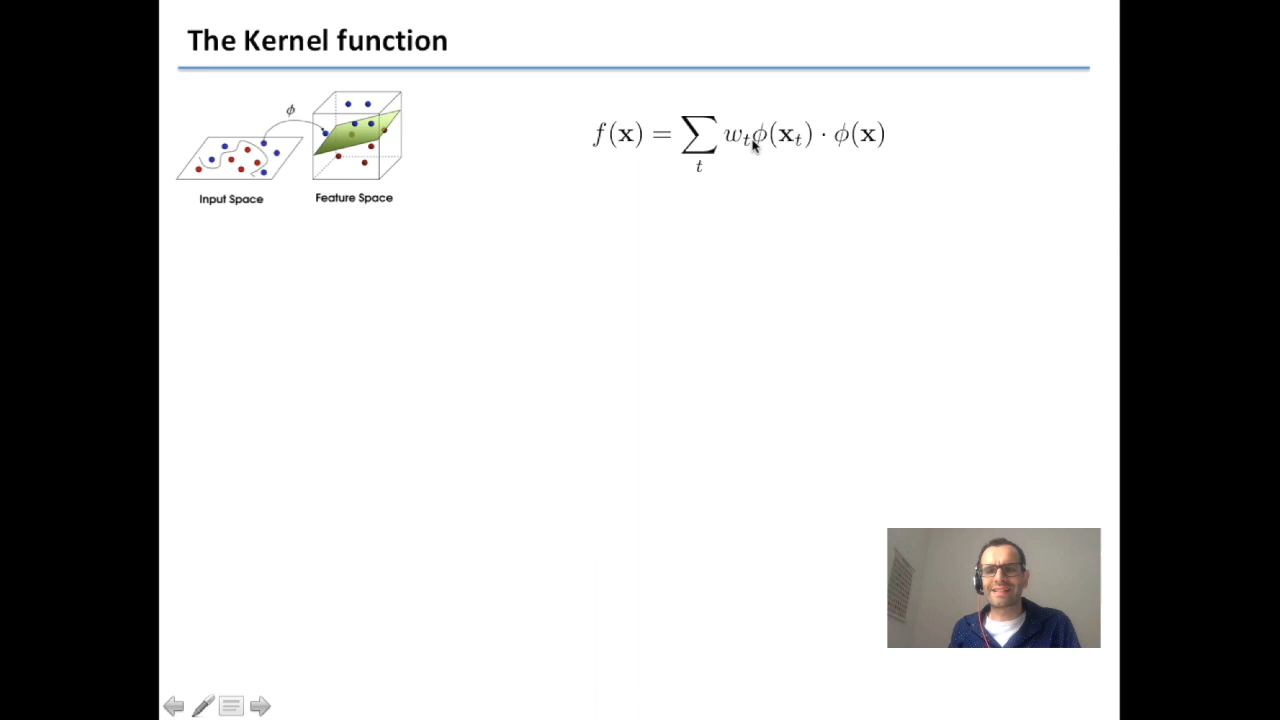 The Kernel function
ϕ
Input Space
Feature Space
f(x) = ∑_t w_t ϕ(x_t) · ϕ(x)